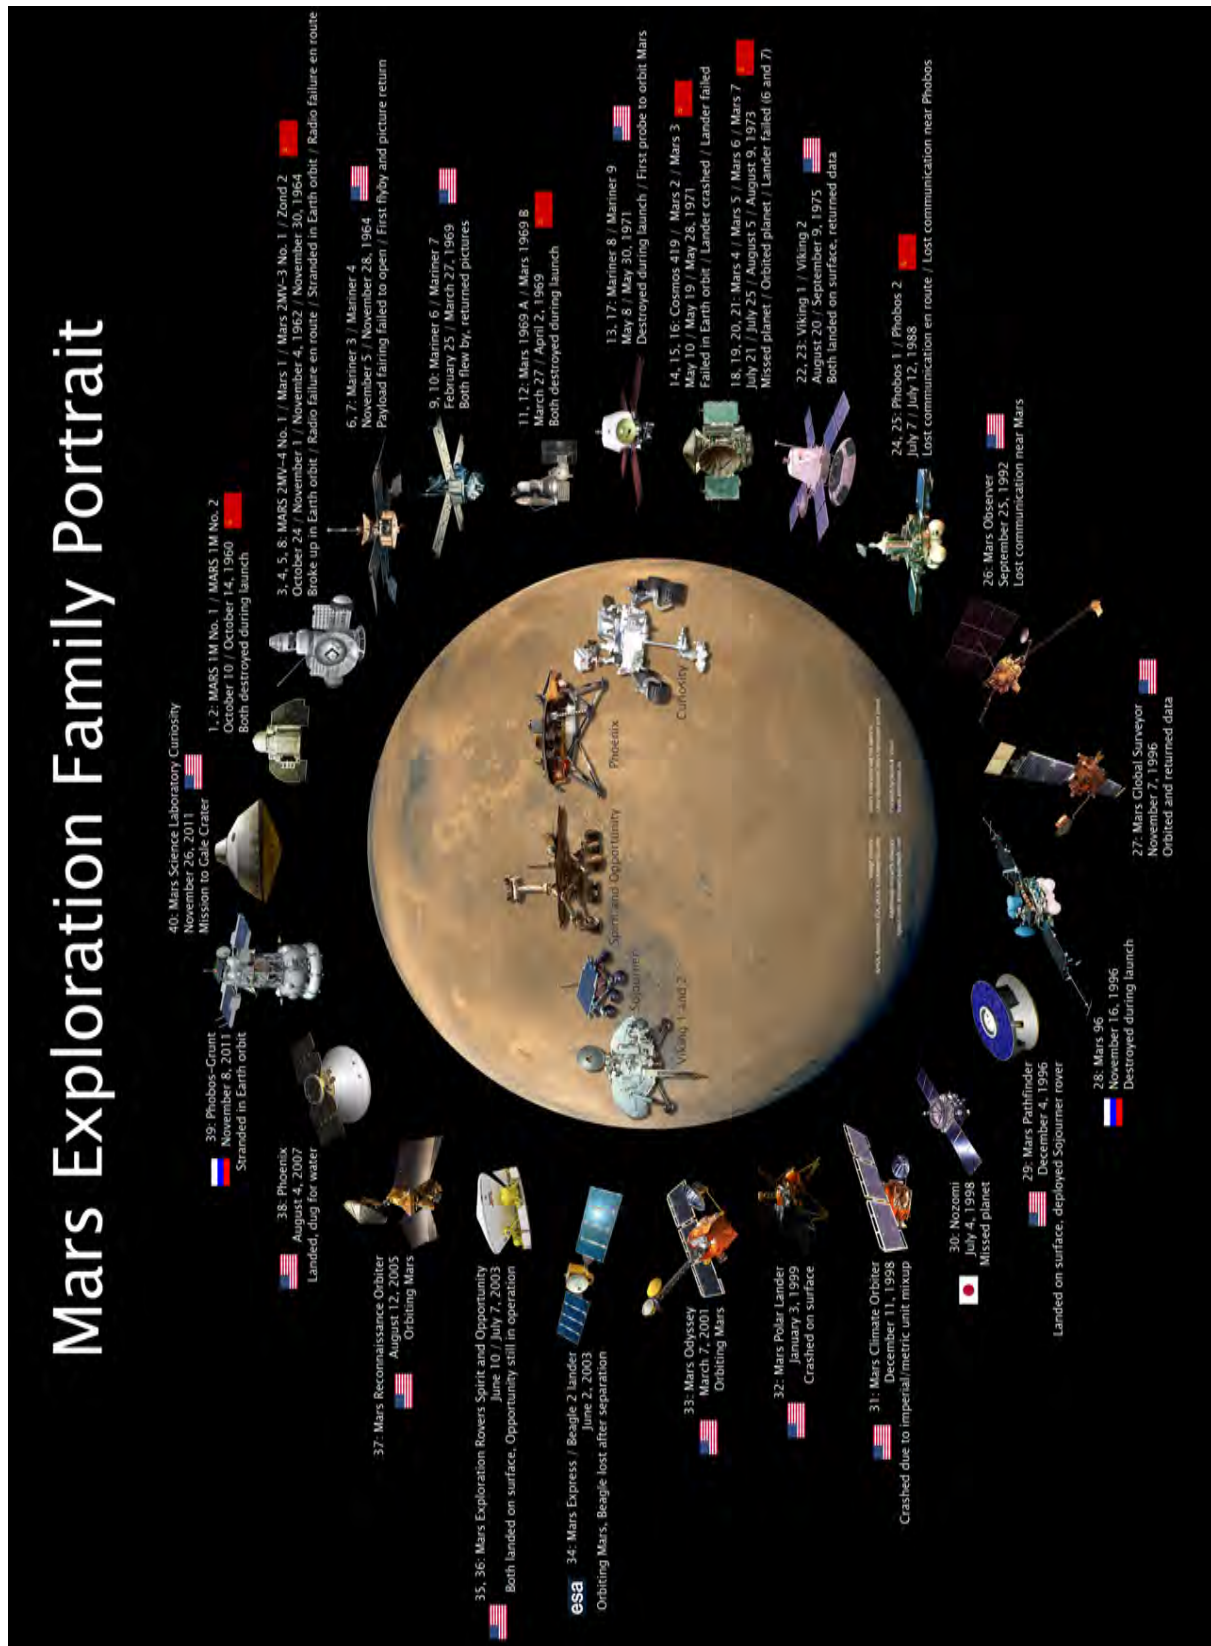 Mars Exploration Family Portrait
1, 2: MARS 1M No. 1 / MARS 1M No. 2
October 10 / October 14, 1960
Both destroyed during launch
3, 4, 5, 8: MARS 2MV-4 No. 1 / Mars 1 / Mars 2MV-3 No. 1 / Zond 2
October 24 / November 1 / November 4, 1962 / November 30, 1964
Broke up in Earth orbit / Radio failure en route / Stranded in Earth orbit / Radio failure en route
6, 7: Mariner 3 / Mariner 4
November 5 / November 28, 1964
Payload fairing failed to open / First flyby and picture return
9, 10: Mariner 6 / Mariner 7
February 25 / March 27, 1969
Both flew by, returned pictures
11, 12: Mars 1969 A / Mars 1969 B
March 27 / April 2, 1969
Both destroyed during launch
13, 17: Mariner 8 / Mariner 9
May 8 / May 30, 1971
Destroyed during launch / First probe to orbit Mars
14, 15, 16: Cosmos 419 / Mars 2 / Mars 3
May 10 / May 19 / May 28, 1971
Failed in Earth orbit / Lander crashed / Lander failed
18, 19, 20, 21: Mars 4 / Mars 5 / Mars 6 / Mars 7
July 21 / July 25 / August 5 / August 9, 1973
Missed planet / Orbited planet / Lander failed (6 and 7)
22, 23: Viking 1 / Viking 2
August 20 / September 9, 1975
Both landed on surface, returned data
24, 25: Phobos 1 / Phobos 2
July 7 / July 12, 1988
Lost communication en route / Lost communication near Phobos
26: Mars Observer
September 25, 1992
Lost communication near Mars
27: Mars Global Surveyor
November 7, 1996
Orbited and returned data
28: Mars 96
November 16, 1996
Destroyed during launch
29: Mars Pathfinder
December 4, 1996
Landed on surface, deployed Sojourner rover
30: Nozomi
July 4, 1998
Missed planet
31: Mars Climate Orbiter
December 11, 1998
Crashed due to imperial/metric unit mixup
32: Mars Polar Lander
January 3, 1999
Crashed on surface
33: Mars Odyssey
March 7, 2001
Orbiting Mars
esa
34: Mars Express / Beagle 2 lander
June 2, 2003
Orbiting Mars, Beagle lost after separation
35, 36: Mars Exploration Rovers Spirit and Opportunity
June 10 / July 7, 2003
Both landed on surface, Opportunity still in operation
37: Mars Reconnaissance Orbiter
August 12, 2005
Orbiting Mars
38: Phoenix
August 4, 2007
Landed, dug for water
39: Phobos-Grunt
November 8, 2011
Stranded in Earth orbit
40: Mars Science Laboratory Curiosity
November 26, 2011
Mission to Gale Crater
Viking 1 and 2
Sojourner
Spirit and Opportunity
Phoenix
Curiosity